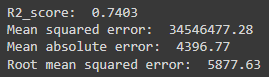 R2_score:  0.7403
Mean squared error:  34546477.28
Mean absolute error:  4396.77
Root mean squared error:  5877.63